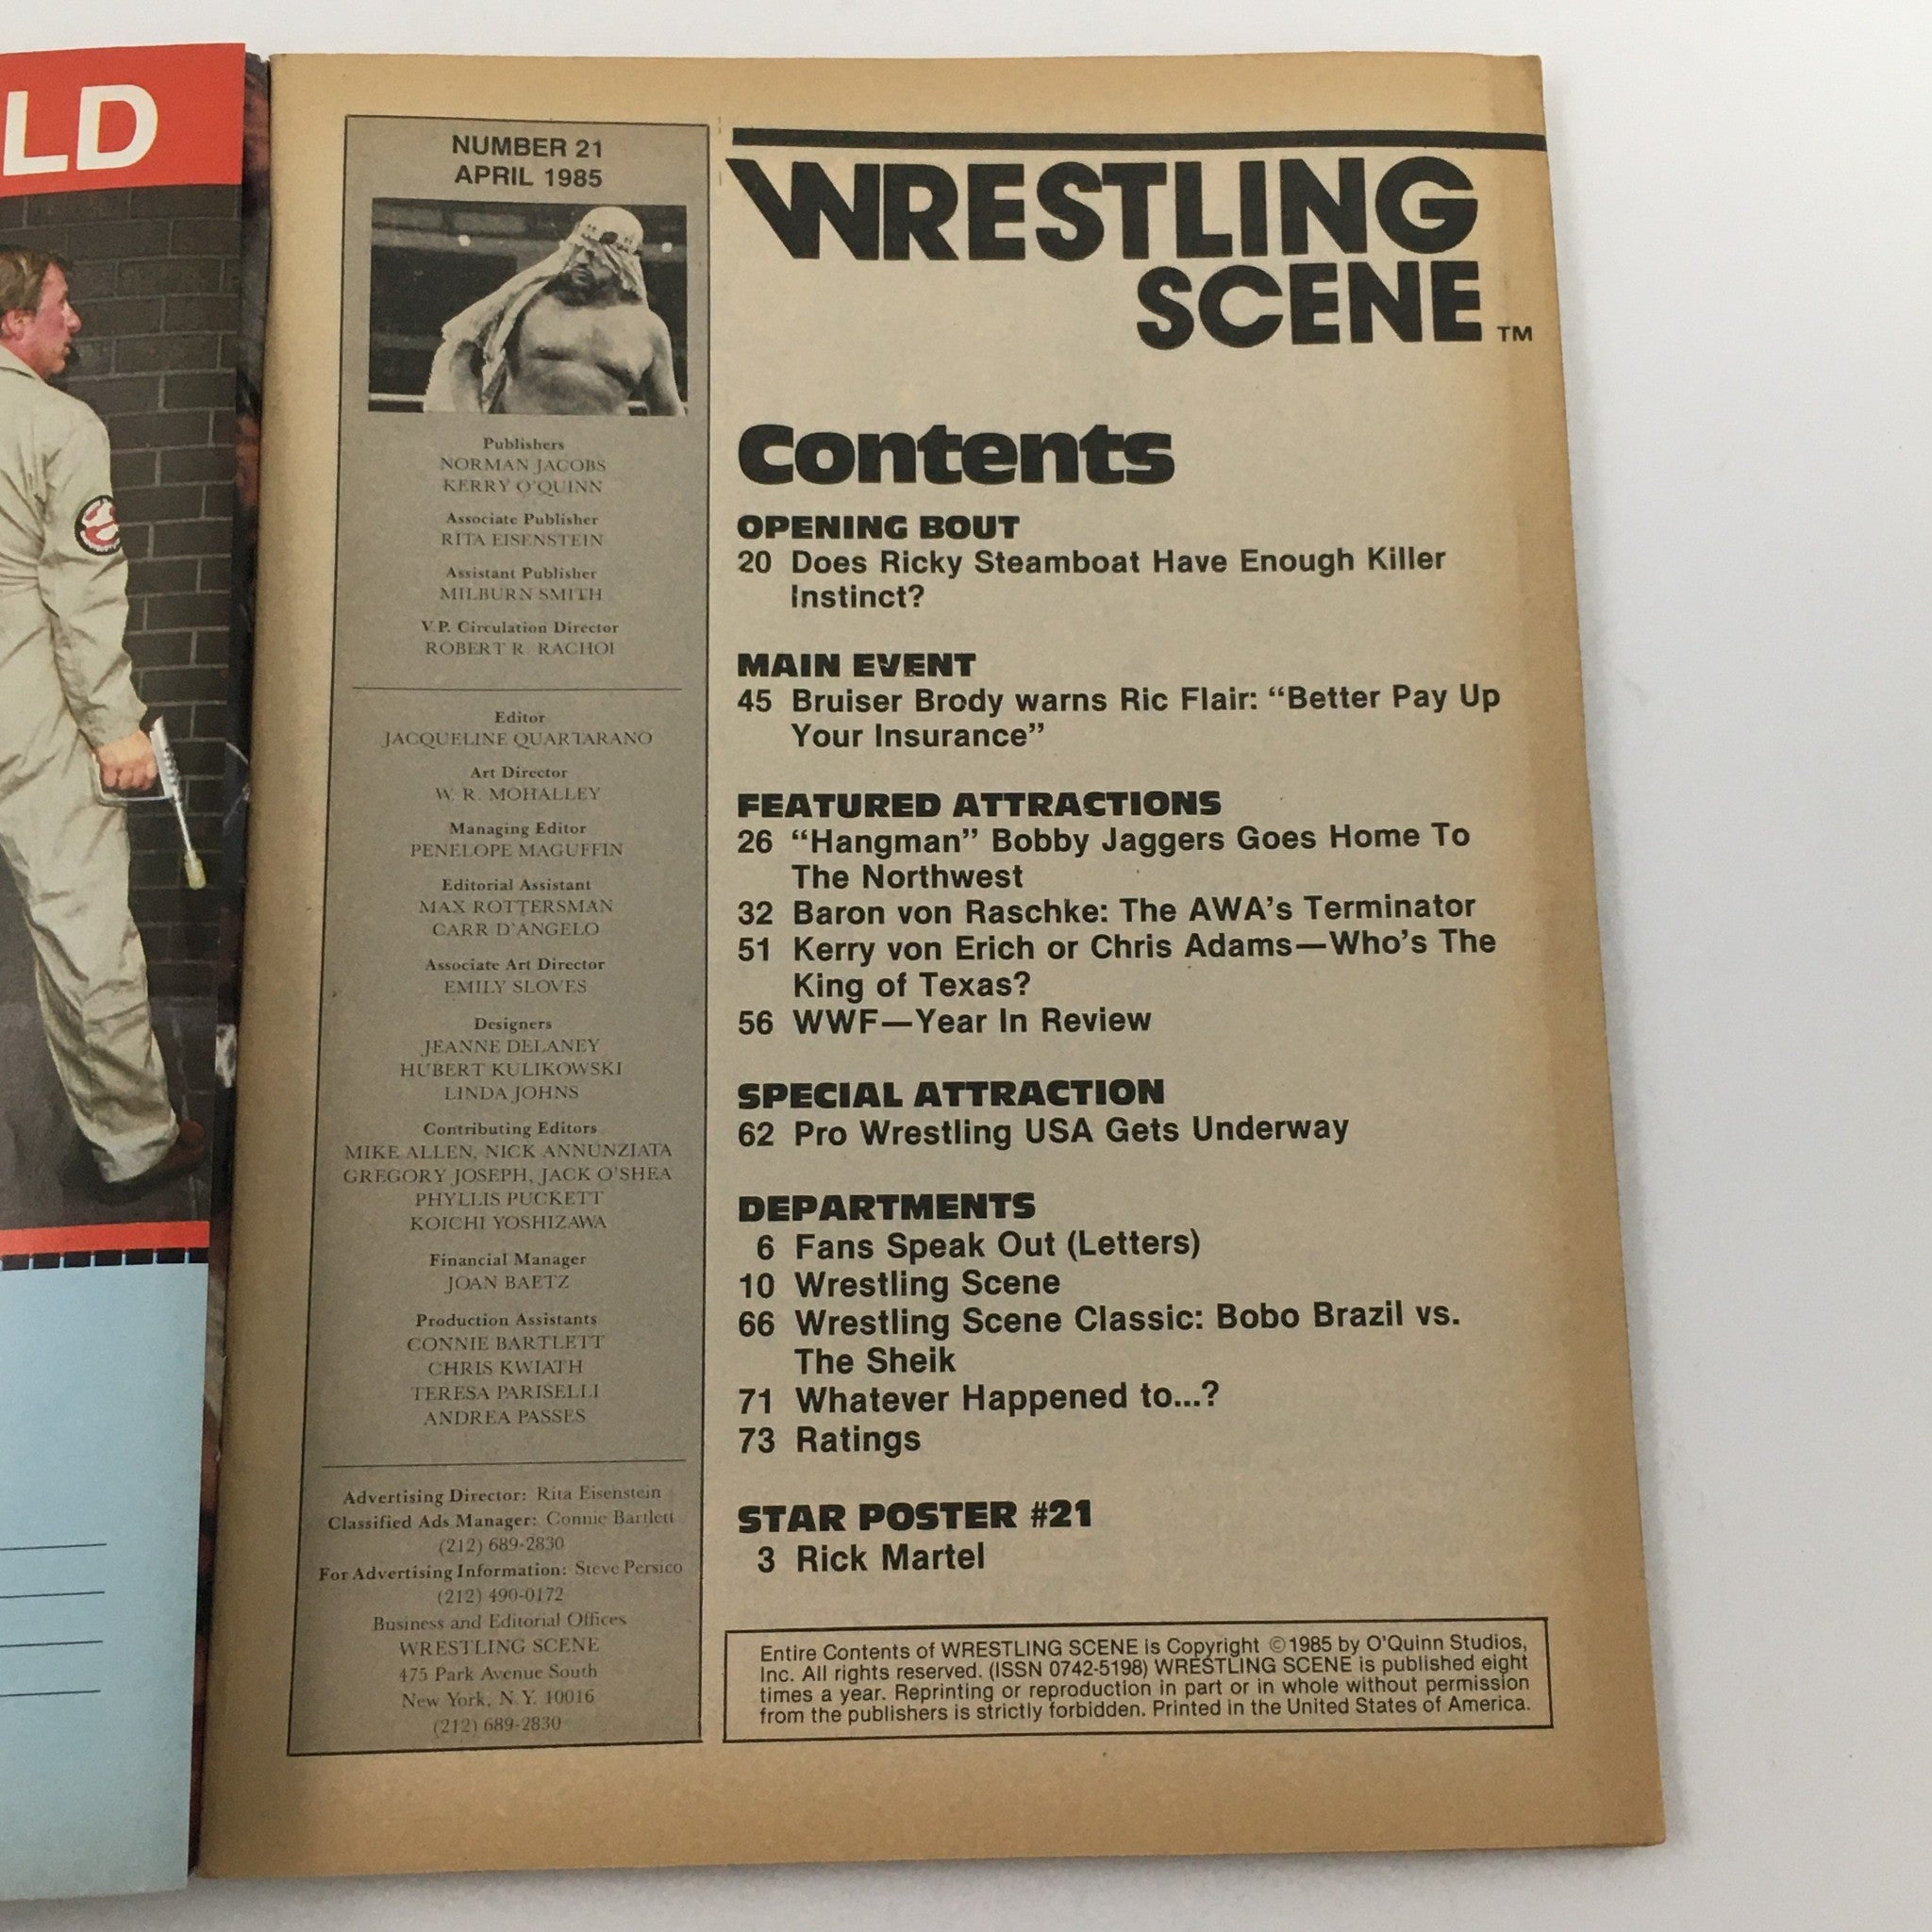 LD
NUMBER 21
APRIL 1985
Publishers
NORMAN JACOBS
KERRY O'QUINN
Associate Publisher
RITA EISENSTEIN
Assistant Publisher
MILBURN SMITH
V.P. Circulation Director
ROBERT R. RACHOI
Editor
JACQUELINE QUARTARANO
Art Director
W. R. MOHALLEY
Managing Editor
PENELOPE MAGUFFIN
Editorial Assistant
MAX ROTTERSMAN
CARR D'ANGELO
Associate Art Director
EMILY SLOVES
Designers
JEANNE DELANEY
HUBERT KULIKOWSKI
LINDA JOHNS
Contributing Editors
MIKE ALLEN, NICK ANNUNZIATA
GREGORY JOSEPH, JACK O'SHEA
PHYLLIS PUCKETT
KOICHI YOSHIZAWA
Financial Manager
JOAN BAETZ
Production Assistants
CONNIE BARTLETT
CHRIS KWIATH
TERESA PARISELLI
ANDREA PASSES
Advertising Director: Rita Eisenstein
Classified Ads Manager: Connie Bartlett
(212) 689-2830
For Advertising Information: Steve Persico
(212) 490-0172
Business and Editorial Offices
WRESTLING SCENE
475 Park Avenue South
New York, N.Y. 10016
(212) 689-2830
WRESTLING
SCENE TM
Contents
OPENING BOUT
20 Does Ricky Steamboat Have Enough Killer
Instinct?
MAIN EVENT
45 Bruiser Brody warns Ric Flair: “Better Pay Up
Your Insurance”
FEATURED ATTRACTIONS
26 “Hangman” Bobby Jaggers Goes Home To
The Northwest
32 Baron von Raschke: The AWA's Terminator
51 Kerry von Erich or Chris Adams—Who's The
King of Texas?
56 WWF—Year In Review
SPECIAL ATTRACTION
62 Pro Wrestling USA Gets Underway
DEPARTMENTS
6 Fans Speak Out (Letters)
10 Wrestling Scene
66 Wrestling Scene Classic: Bobo Brazil vs.
The Sheik
71 Whatever Happened to...?
73 Ratings
STAR POSTER #21
3 Rick Martel
Entire Contents of WRESTLING SCENE is Copyright ©1985 by O'Quinn Studios,
Inc. All rights reserved. (ISSN 0742-5198) WRESTLING SCENE is published eight
times a year. Reprinting or reproduction in part or in whole without permission
from the publishers is strictly forbidden. Printed in the United States of America.